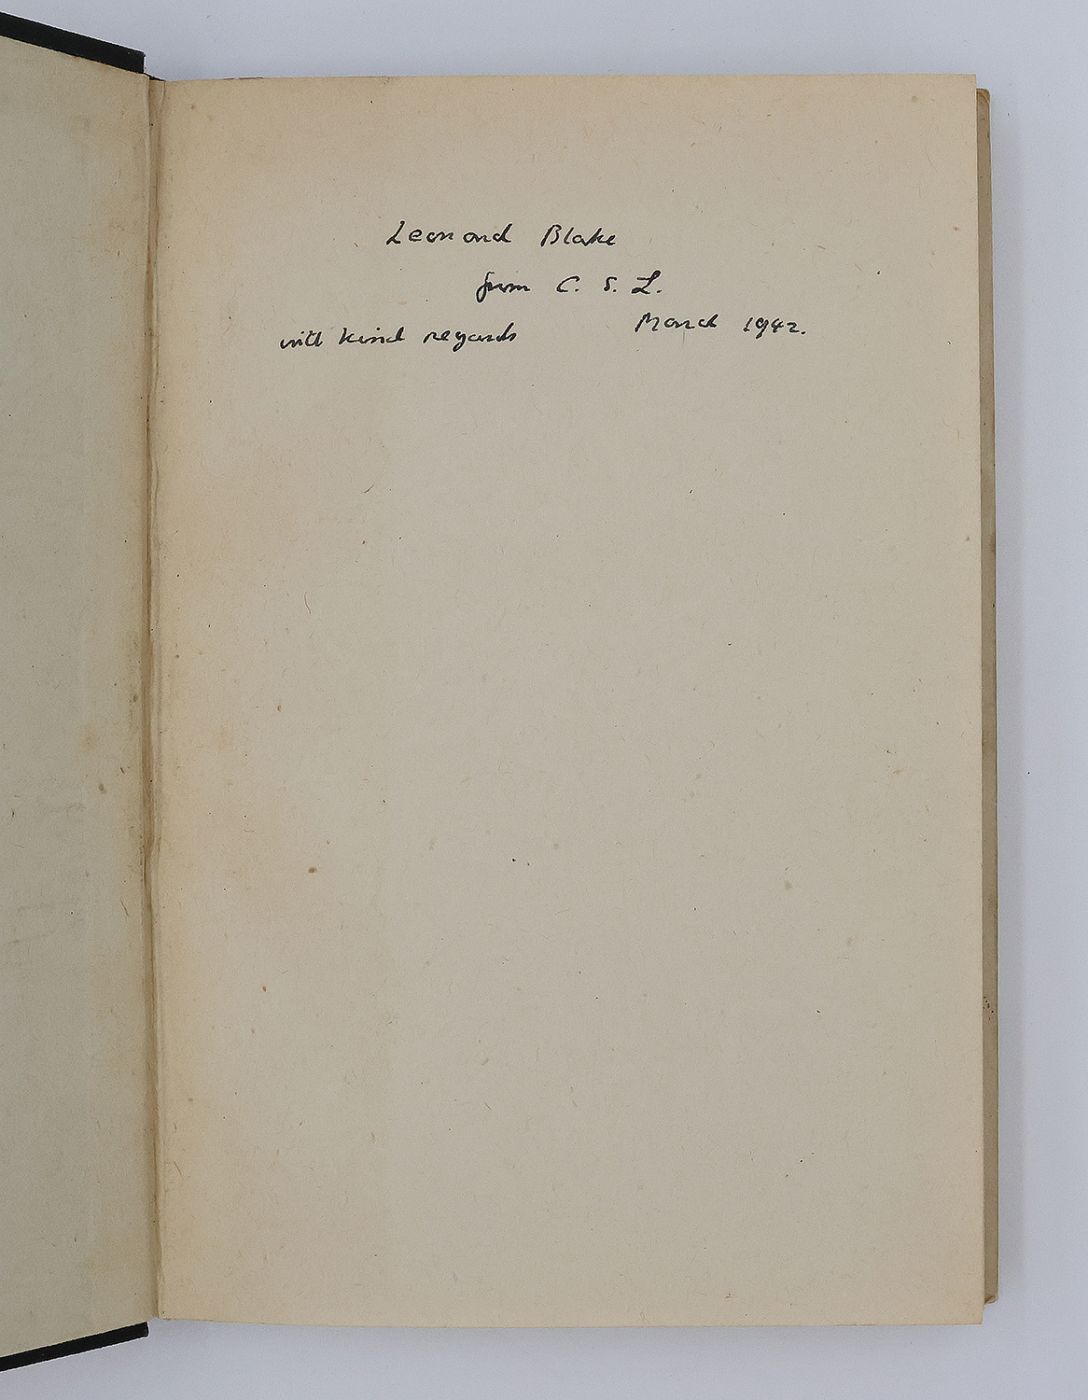 Leonard Blake
from C. S. L.
with kind regards March 1942.